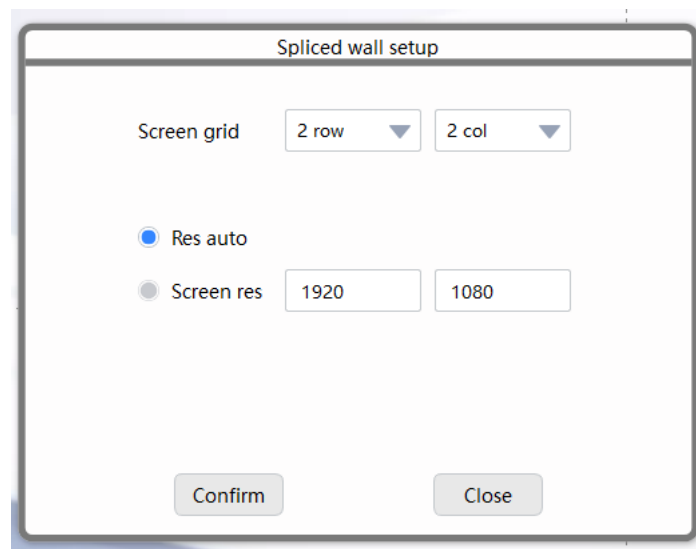 Spliced wall setup
Screen grid 2 row 2 col
Res auto
Screen res 1920 1080
Confirm Close